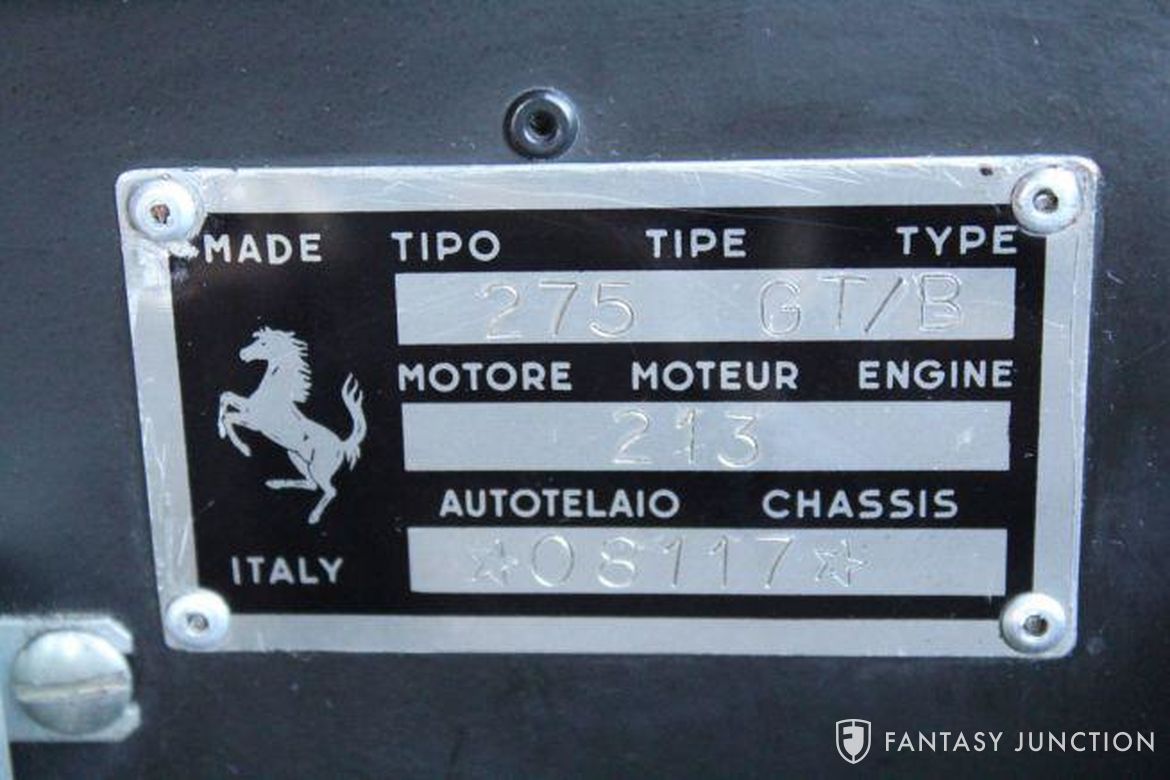 MADE TIPO TIPE TYPE
275 GT/B
MOTORE MOTEUR ENGINE
213
AUTOTELAIO CHASSIS
☆08117☆
ITALY
FANTASY JUNCTION